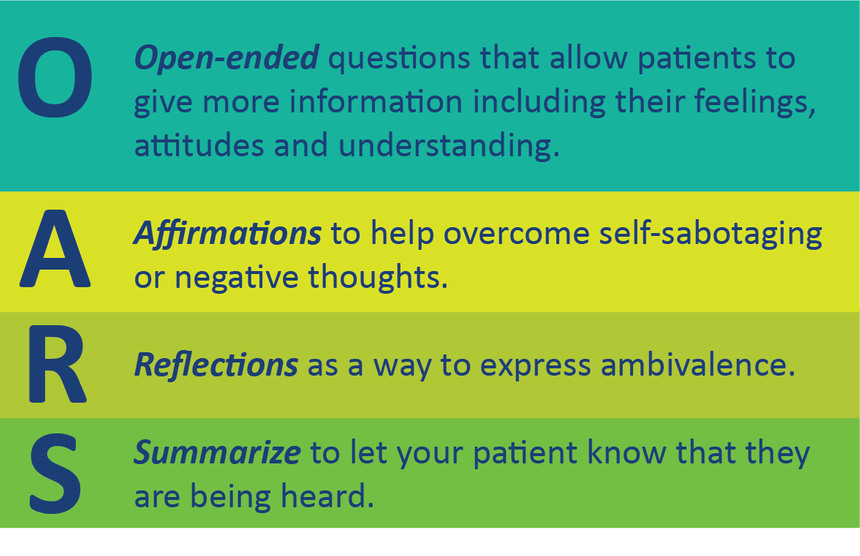 O
Open-ended questions that allow patients to
give more information including their feelings,
attitudes and understanding.
A
Affirmations to help overcome self-sabotaging
or negative thoughts.
R
Reflections as a way to express ambivalence.
S
Summarize to let your patient know that they
are being heard.